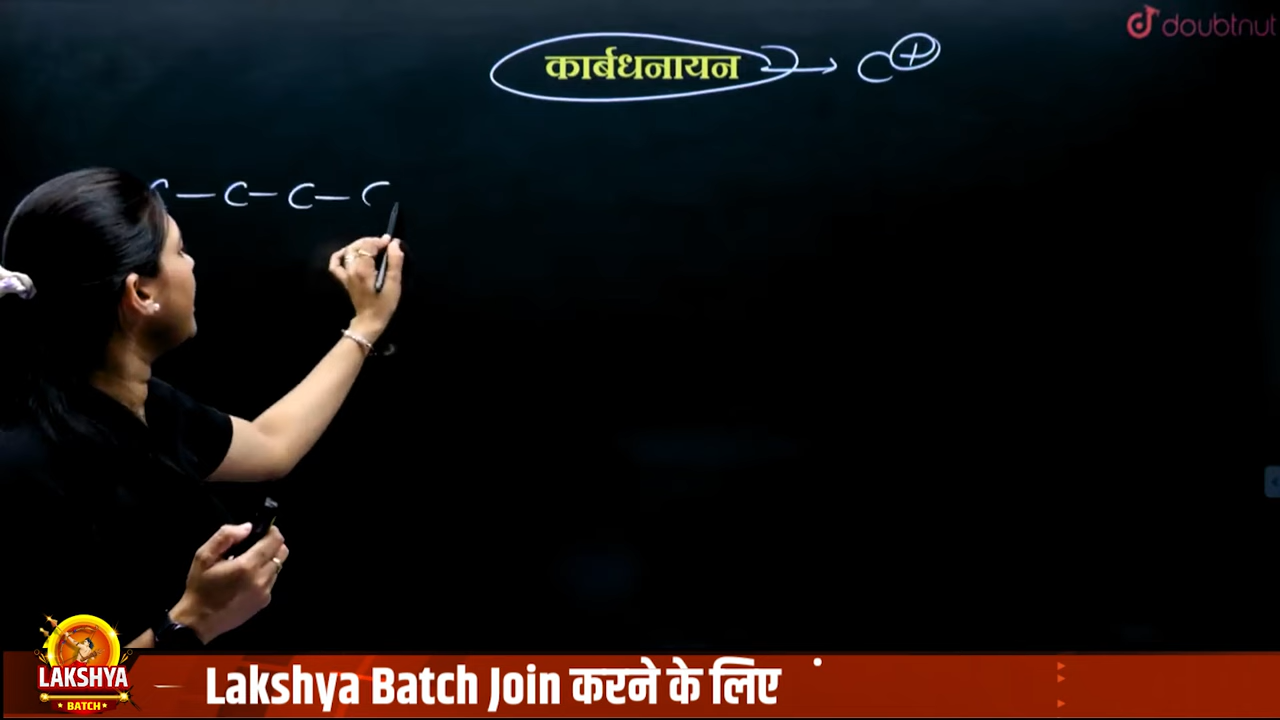 doubtnut
कार्बधनायन → C⊕
C – C – C – C
LAKSHYA
BATCH
Lakshya Batch Join करने के लिए